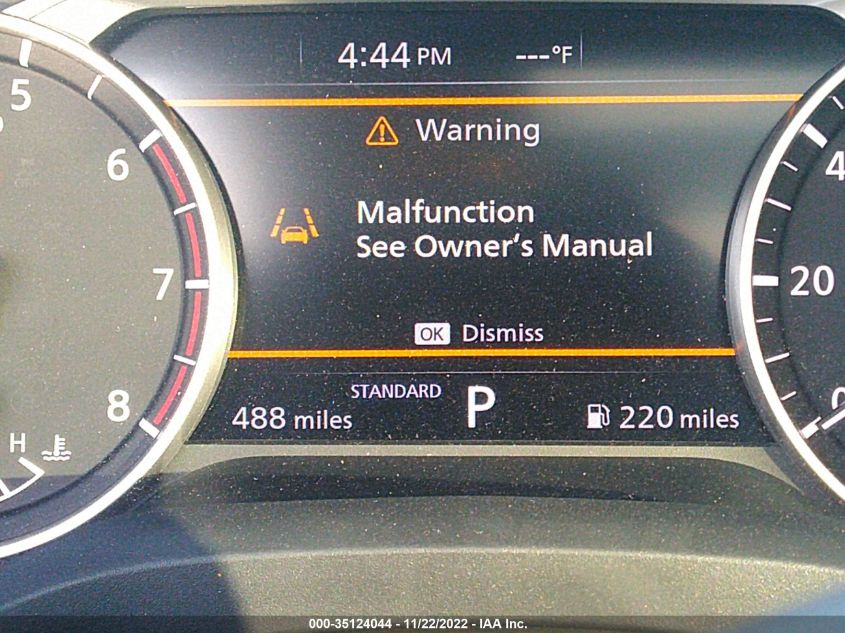 4:44 PM ---°F
Warning
Malfunction
See Owner's Manual
OK Dismiss
STANDARD
488 miles P 220 miles
5
6
7
8
H
4
20
0
000-35124044 - 11/22/2022 - IAA Inc.